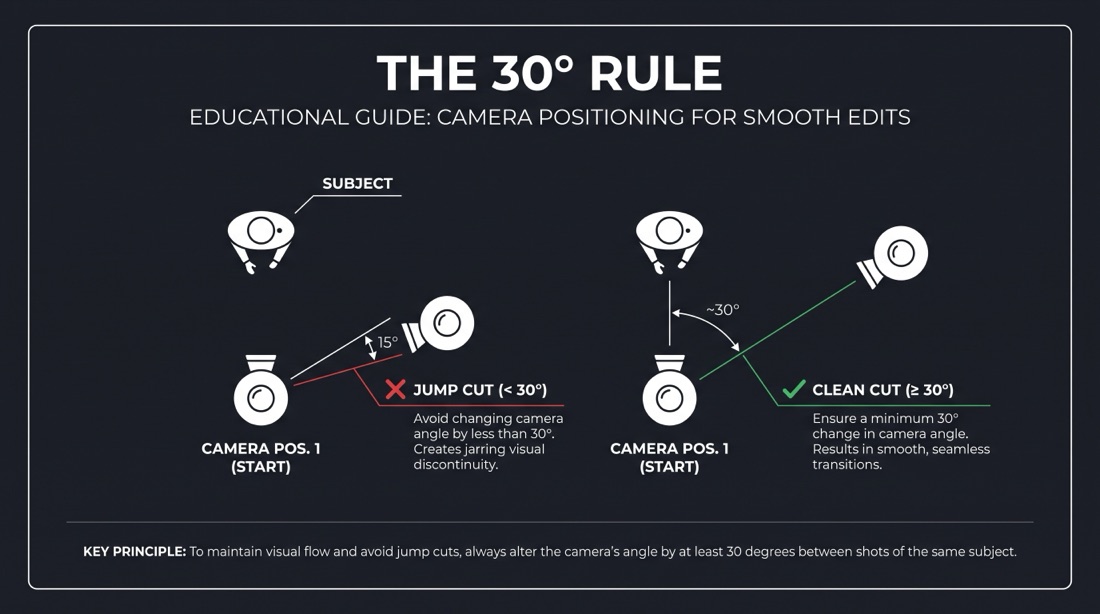 THE 30° RULE
EDUCATIONAL GUIDE: CAMERA POSITIONING FOR SMOOTH EDITS
SUBJECT
15°
JUMP CUT (< 30°)
Avoid changing camera
angle by less than 30°.
Creates jarring visual
discontinuity.
CAMERA POS. 1
(START)
~30°
CLEAN CUT (≥ 30°)
Ensure a minimum 30°
change in camera angle.
Results in smooth, seamless
transitions.
CAMERA POS. 1
(START)
KEY PRINCIPLE: To maintain visual flow and avoid jump cuts, always alter the camera's angle by at least 30 degrees between shots of the same subject.